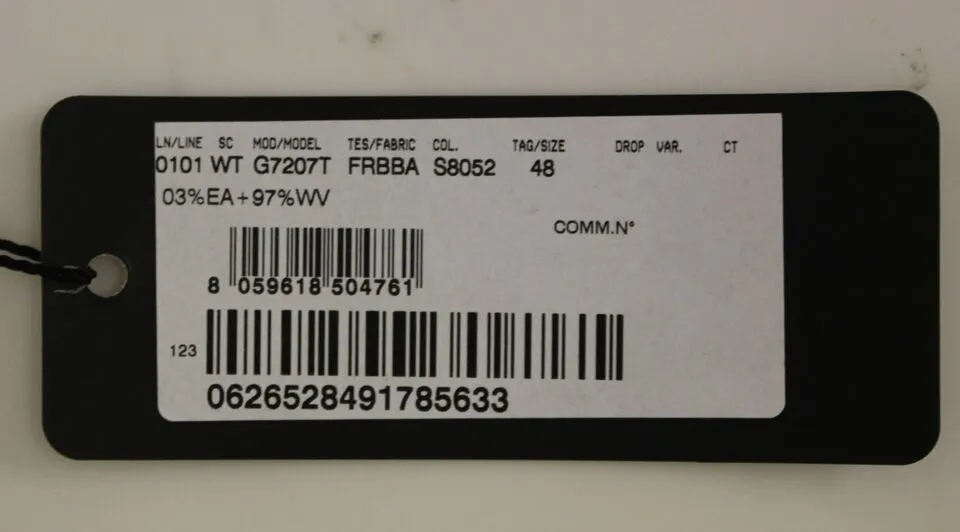 LN/LINE SC MOD/MODEL TES/FABRIC COL. TAG/SIZE DROP VAR. CT
0101 WT G7207T FRBBA S8052 48
03%EA+97%WV
COMM.N°
8 059618 504761
123
0626528491785633